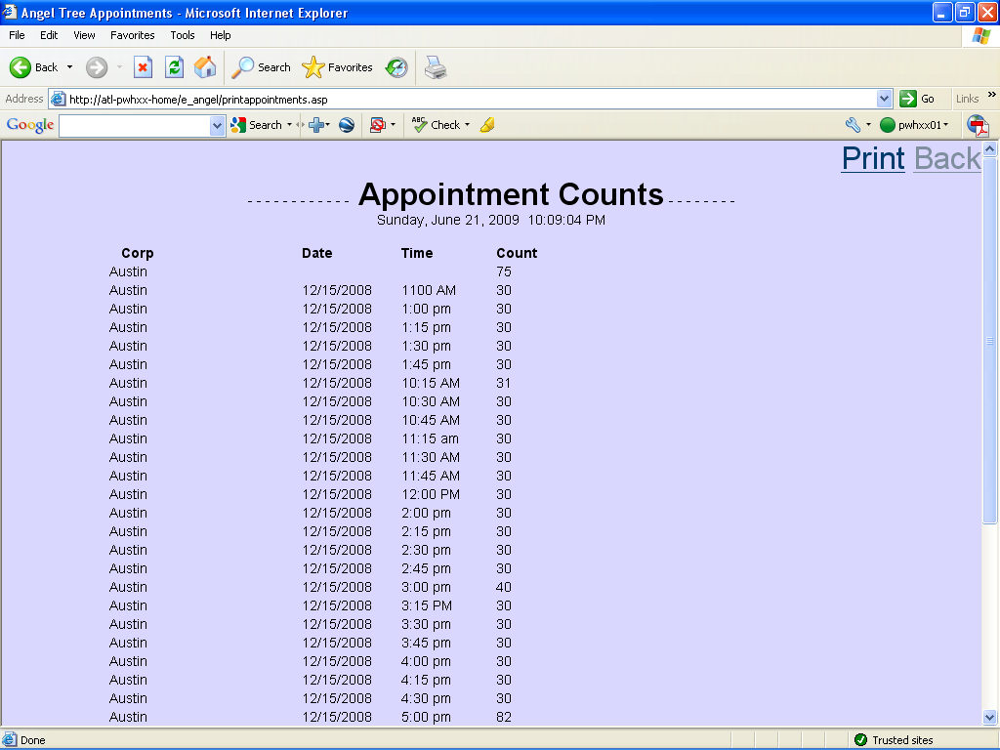 Angel Tree Appointments - Microsoft Internet Explorer
File Edit View Favorites Tools Help
Back Search Favorites
Address http://atl-pwhxx-home/e_angel/printappointments.asp Go Links »
Google Search ABC Check pwhxx01
Print Back
- - - - - - - - - - - - Appointment Counts - - - - - - - -
Sunday, June 21, 2009 10:09:04 PM
Corp Date Time Count
Austin 75
Austin 12/15/2008 1100 AM 30
Austin 12/15/2008 1:00 pm 30
Austin 12/15/2008 1:15 pm 30
Austin 12/15/2008 1:30 pm 30
Austin 12/15/2008 1:45 pm 30
Austin 12/15/2008 10:15 AM 31
Austin 12/15/2008 10:30 AM 30
Austin 12/15/2008 10:45 AM 30
Austin 12/15/2008 11:15 am 30
Austin 12/15/2008 11:30 AM 30
Austin 12/15/2008 11:45 AM 30
Austin 12/15/2008 12:00 PM 30
Austin 12/15/2008 2:00 pm 30
Austin 12/15/2008 2:15 pm 30
Austin 12/15/2008 2:30 pm 30
Austin 12/15/2008 2:45 pm 30
Austin 12/15/2008 3:00 pm 40
Austin 12/15/2008 3:15 PM 30
Austin 12/15/2008 3:30 pm 30
Austin 12/15/2008 3:45 pm 30
Austin 12/15/2008 4:00 pm 30
Austin 12/15/2008 4:15 pm 30
Austin 12/15/2008 4:30 pm 30
Austin 12/15/2008 5:00 pm 82
Done Trusted sites